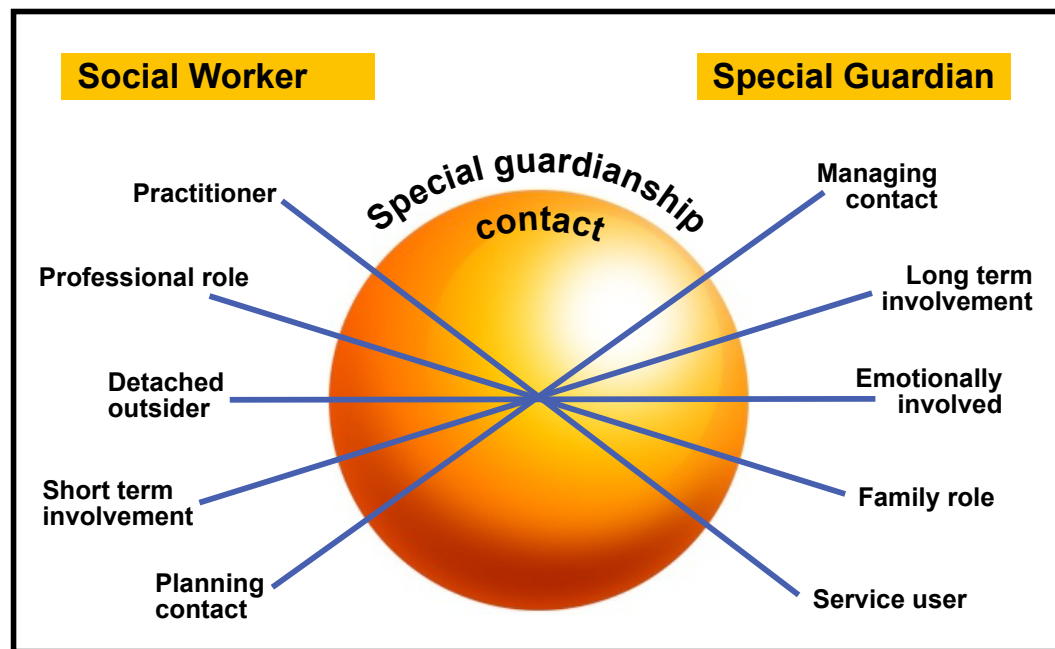 Social Worker
Special Guardian
Special guardianship
contact
Practitioner
Professional role
Detached
outsider
Short term
involvement
Planning
contact
Managing
contact
Long term
involvement
Emotionally
involved
Family role
Service user